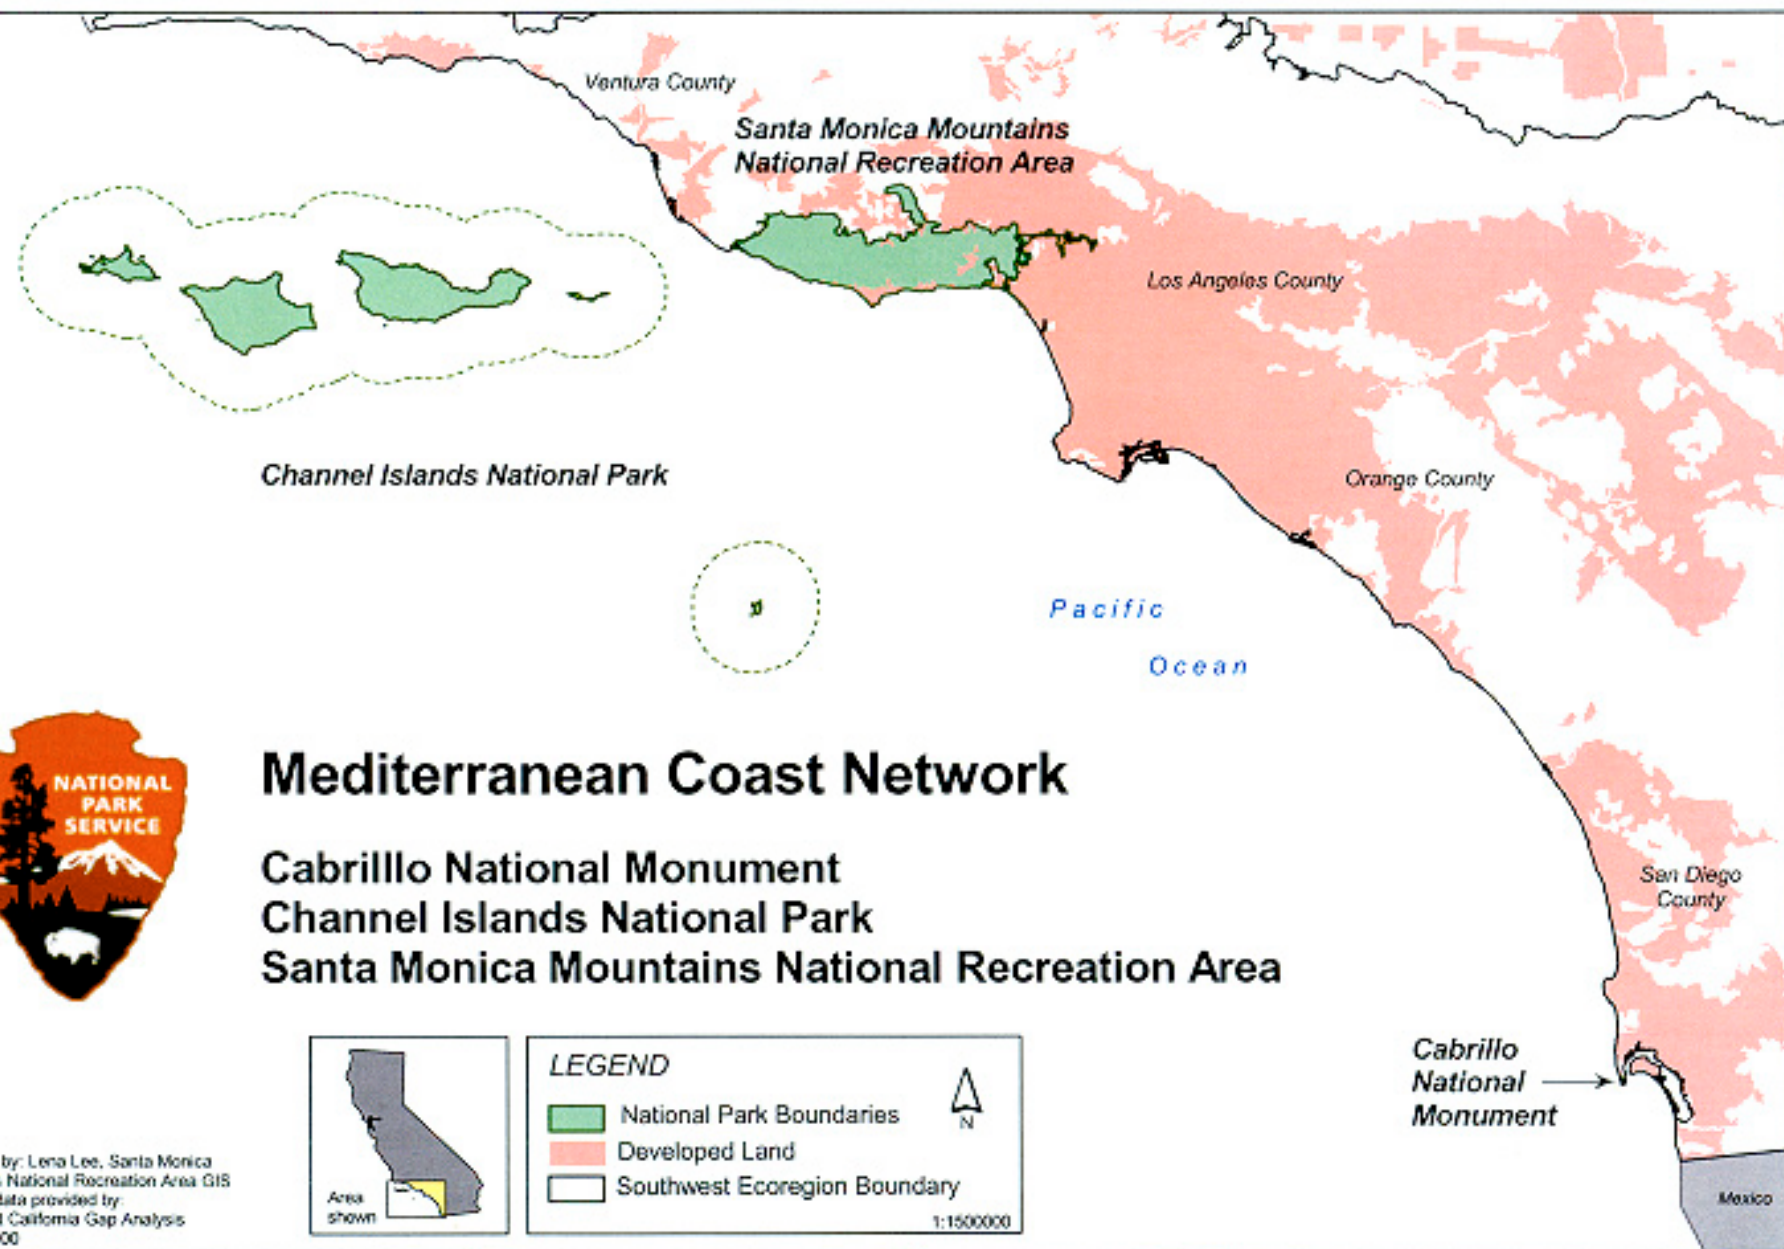 Ventura County
Santa Monica Mountains
National Recreation Area
Los Angeles County
Channel Islands National Park
Orange County
Pacific
Ocean
NATIONAL
PARK
SERVICE
Mediterranean Coast Network
Cabrilllo National Monument
Channel Islands National Park
Santa Monica Mountains National Recreation Area
San Diego
County
Cabrillo
National
Monument
Mexico
Area
shown
LEGEND
N
National Park Boundaries
Developed Land
Southwest Ecoregion Boundary
1:1500000
by: Lena Lee, Santa Monica
National Recreation Area GIS
data provided by:
California Gap Analysis
00